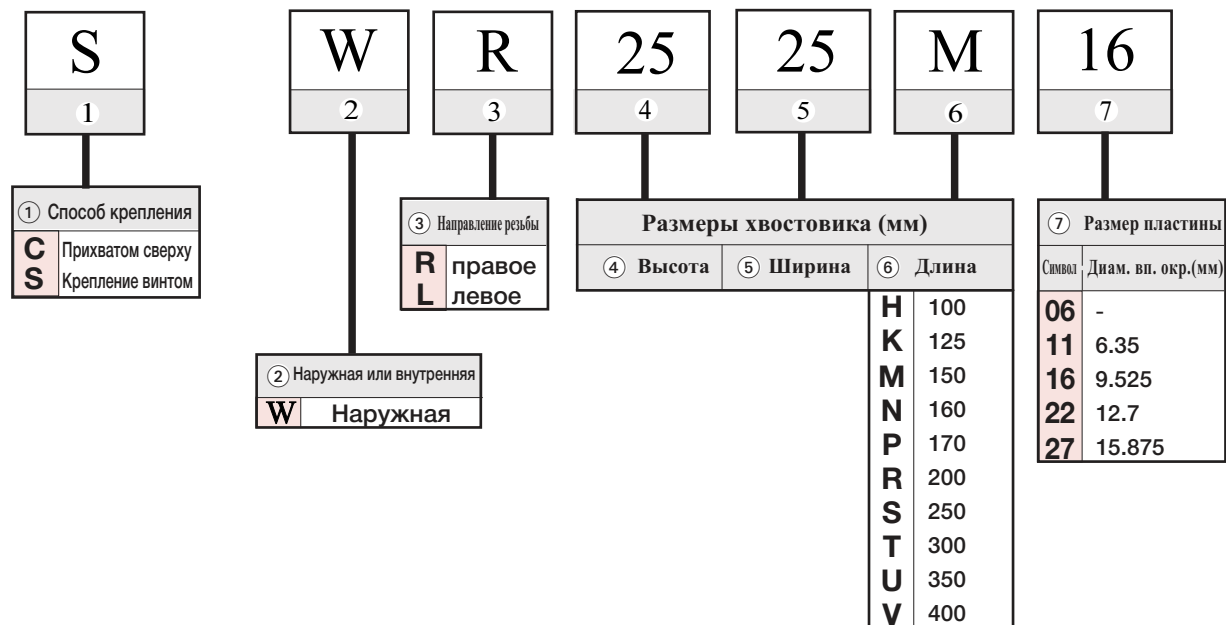 S W R 25 25 M 16
1 2 3 4 5 6 7
1 Способ крепления
C Прихватом сверху
S Крепление винтом
2 Наружная или внутренняя
W Наружная
3 Направление резьбы
R правое
L левое
Размеры хвостовика (мм)
4 Высота 5 Ширина 6 Длина
H 100
K 125
M 150
N 160
P 170
R 200
S 250
T 300
U 350
V 400
7 Размер пластины
Символ Диам. вп. окр.(мм)
06 -
11 6.35
16 9.525
22 12.7
27 15.875